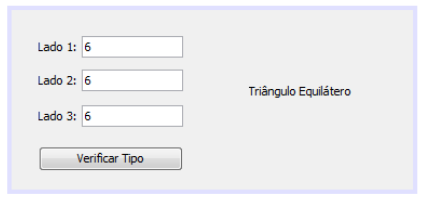 Lado 1: 6
Lado 2: 6
Triângulo Equilátero
Lado 3: 6
Verificar Tipo